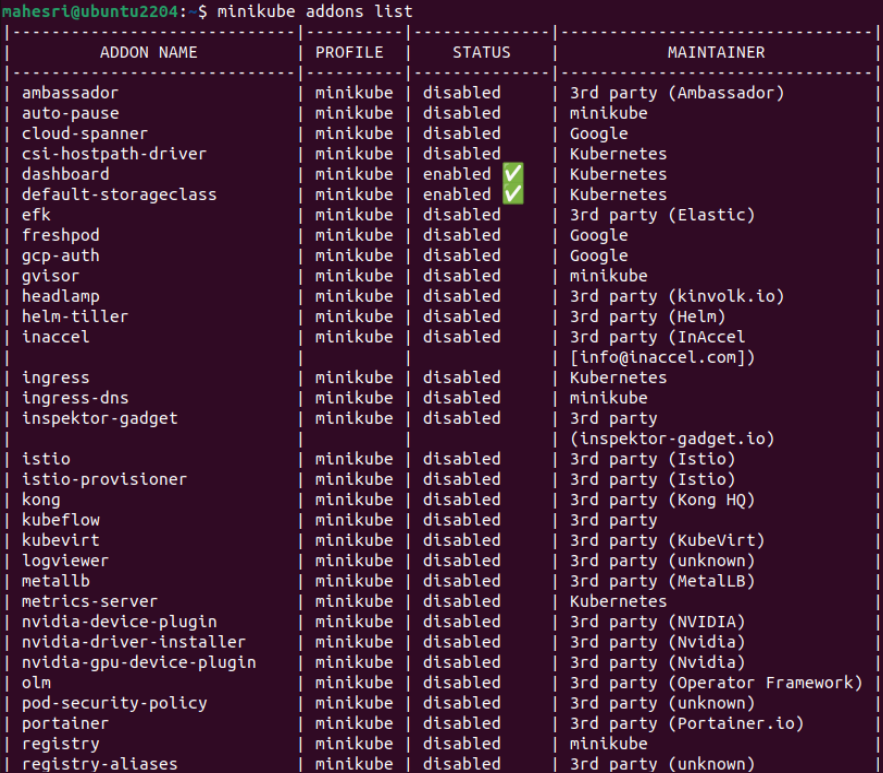 mahesri@ubuntu2204:~$ minikube addons list
|-----------------------------|----------|--------------|--------------------------------|
|         ADDON NAME          | PROFILE  |    STATUS    |           MAINTAINER           |
|-----------------------------|----------|--------------|--------------------------------|
| ambassador                  | minikube | disabled     | 3rd party (Ambassador)         |
| auto-pause                  | minikube | disabled     | minikube                       |
| cloud-spanner               | minikube | disabled     | Google                         |
| csi-hostpath-driver         | minikube | disabled     | Kubernetes                     |
| dashboard                   | minikube | enabled ✅   | Kubernetes                     |
| default-storageclass        | minikube | enabled ✅   | Kubernetes                     |
| efk                         | minikube | disabled     | 3rd party (Elastic)            |
| freshpod                    | minikube | disabled     | Google                         |
| gcp-auth                    | minikube | disabled     | Google                         |
| gvisor                      | minikube | disabled     | minikube                       |
| headlamp                    | minikube | disabled     | 3rd party (kinvolk.io)         |
| helm-tiller                 | minikube | disabled     | 3rd party (Helm)               |
| inaccel                     | minikube | disabled     | 3rd party (InAccel             |
|                             |          |              | [info@inaccel.com])            |
| ingress                     | minikube | disabled     | Kubernetes                     |
| ingress-dns                 | minikube | disabled     | minikube                       |
| inspektor-gadget            | minikube | disabled     | 3rd party                      |
|                             |          |              | (inspektor-gadget.io)          |
| istio                       | minikube | disabled     | 3rd party (Istio)              |
| istio-provisioner           | minikube | disabled     | 3rd party (Istio)              |
| kong                        | minikube | disabled     | 3rd party (Kong HQ)            |
| kubeflow                    | minikube | disabled     | 3rd party                      |
| kubevirt                    | minikube | disabled     | 3rd party (KubeVirt)           |
| logviewer                   | minikube | disabled     | 3rd party (unknown)            |
| metallb                     | minikube | disabled     | 3rd party (MetalLB)            |
| metrics-server              | minikube | disabled     | Kubernetes                     |
| nvidia-device-plugin        | minikube | disabled     | 3rd party (NVIDIA)             |
| nvidia-driver-installer     | minikube | disabled     | 3rd party (Nvidia)             |
| nvidia-gpu-device-plugin    | minikube | disabled     | 3rd party (Nvidia)             |
| olm                         | minikube | disabled     | 3rd party (Operator Framework) |
| pod-security-policy         | minikube | disabled     | 3rd party (unknown)            |
| portainer                   | minikube | disabled     | 3rd party (Portainer.io)       |
| registry                    | minikube | disabled     | minikube                       |
| registry-aliases            | minikube | disabled     | 3rd party (unknown)            |